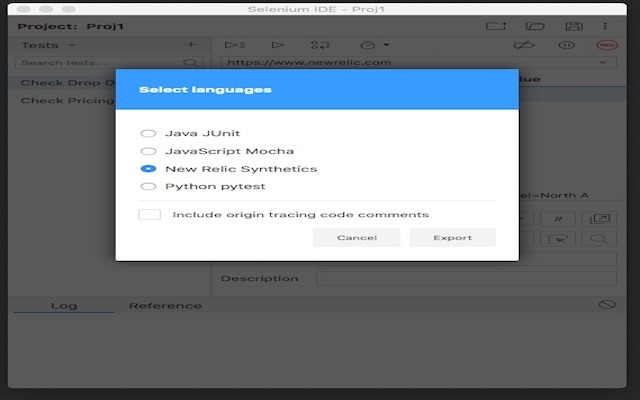 Selenium IDE - Proj1
Project: Proj1
Tests
Search tests...
https://www.newrelic.com
Check Drop D
Check Pricing
Select languages
Java JUnit
JavaScript Mocha
New Relic Synthetics
Python pytest
Include origin tracing code comments
Cancel
Export
lue
el=North A
//
Description
Log
Reference
REC